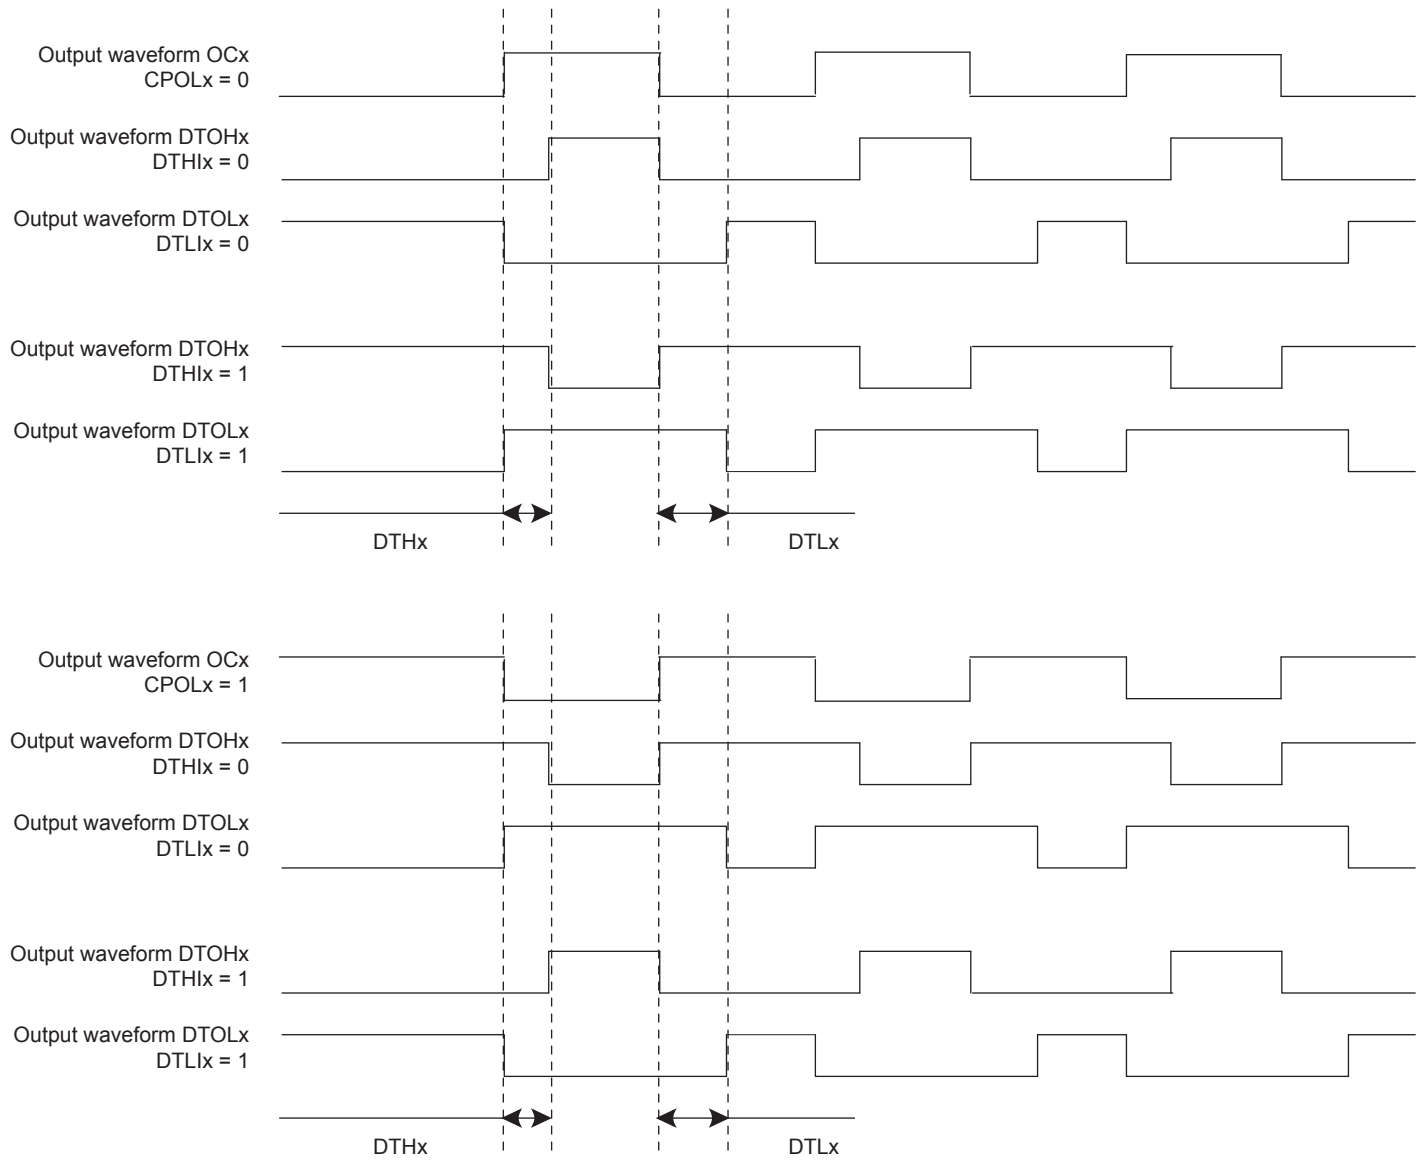 Output waveform OCx
CPOLx = 0
Output waveform DTOHx
DTHIx = 0
Output waveform DTOLx
DTLIx = 0
Output waveform DTOHx
DTHIx = 1
Output waveform DTOLx
DTLIx = 1
DTHx
DTLx
Output waveform OCx
CPOLx = 1
Output waveform DTOHx
DTHIx = 0
Output waveform DTOLx
DTLIx = 0
Output waveform DTOHx
DTHIx = 1
Output waveform DTOLx
DTLIx = 1
DTHx
DTLx